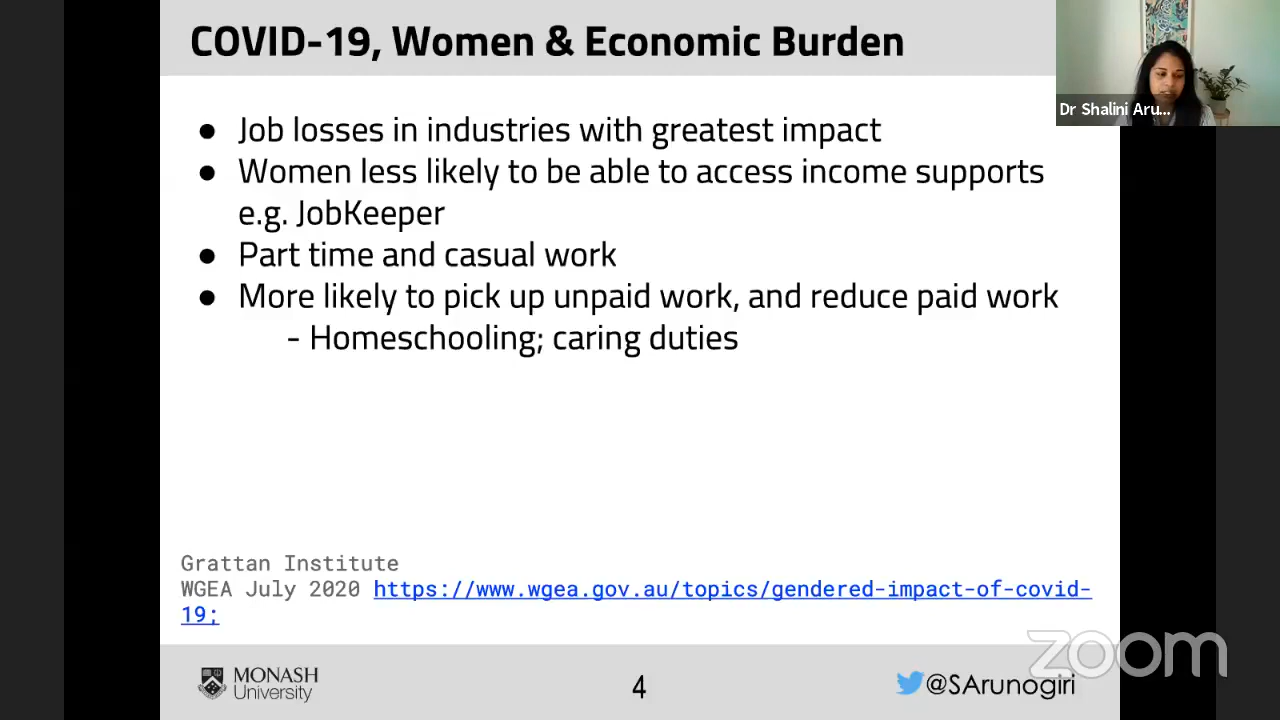 COVID-19, Women & Economic Burden
Dr Shalini Aru...
● Job losses in industries with greatest impact
● Women less likely to be able to access income supports
e.g. JobKeeper
● Part time and casual work
● More likely to pick up unpaid work, and reduce paid work
- Homeschooling; caring duties
Grattan Institute
WGEA July 2020 https://www.wgea.gov.au/topics/gendered-impact-of-covid-
19;
MONASH
University
4
@SArunogiri
zoom